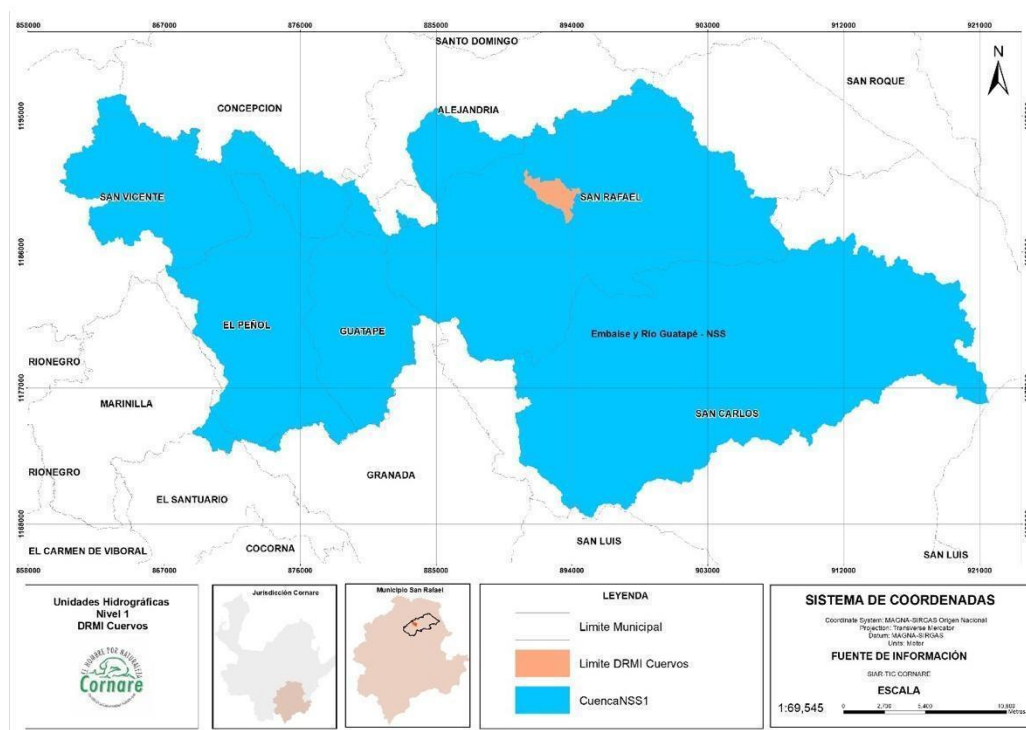 858000 867000 876000 885000 894000 903000 912000 921000
SANTO DOMINGO
N
SAN ROQUE
CONCEPCION
ALEJANDRIA
1195000
SAN VICENTE
SAN RAFAEL
1186000
EL PEÑOL
GUATAPE
Embalse y Río Guatapé - NSS
RIONEGRO
1177000
MARINILLA
SAN CARLOS
RIONEGRO
GRANADA
EL SANTUARIO
1168000
SAN LUIS
EL CARMEN DE VIBORAL
COCORNA
SAN LUIS
858000 867000 876000 885000 894000 903000 912000 921000
Unidades Hidrográficas
Nivel 1
DRMI Cuervos
EL HOMBRE POR NATURALEZA
Cornare
Jurisdicción Cornare
Municipio San Rafael
LEYENDA
Limite Municipal
Limite DRMI Cuervos
CuencaNSS1
SISTEMA DE COORDENADAS
Coordinate System: MAGNA-SIRGAS Origen Nacional
Projection: Transverse Mercator
Datum: MAGNA-SIRGAS
Units: Meter
FUENTE DE INFORMACIÓN
SIAR TIC CORNARE
ESCALA
1:69,545
0 2,700 5,400 10,800
Metros